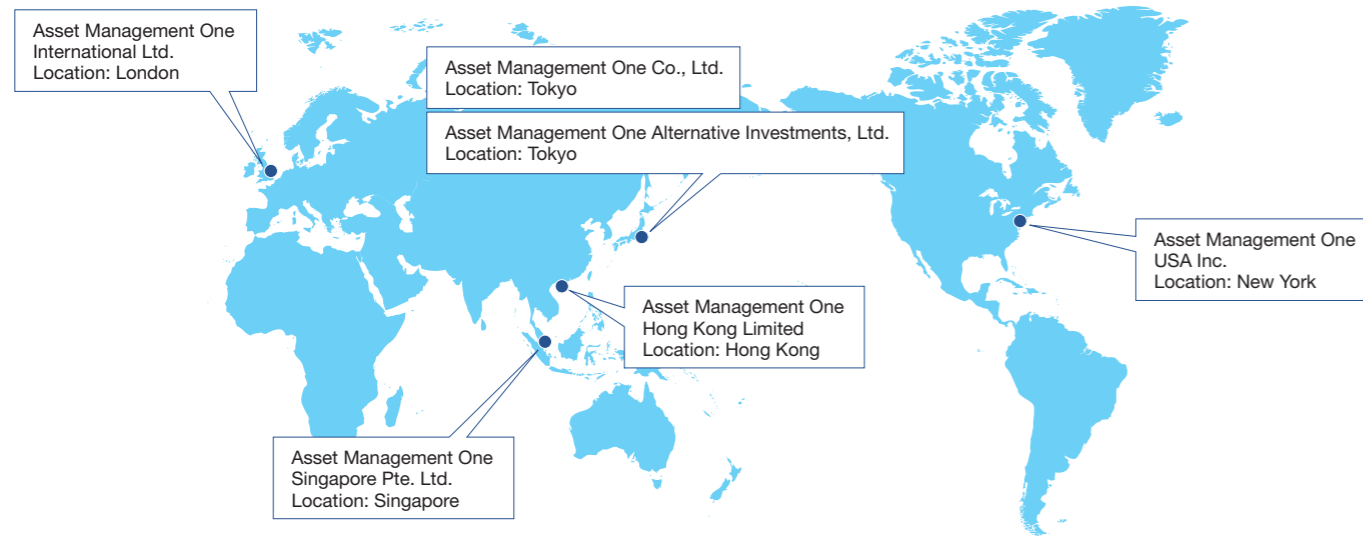 Asset Management One
International Ltd.
Location: London
Asset Management One Co., Ltd.
Location: Tokyo
Asset Management One Alternative Investments, Ltd.
Location: Tokyo
Asset Management One
USA Inc.
Location: New York
Asset Management One
Hong Kong Limited
Location: Hong Kong
Asset Management One
Singapore Pte. Ltd.
Location: Singapore